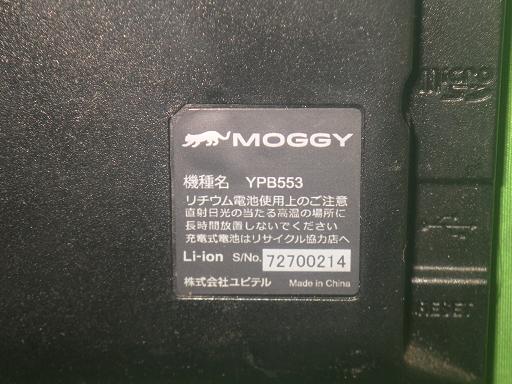 micro
MOGGY
機種名 YPB553
リチウム電池使用上のご注意
直射日光の当たる高温の場所に
長時間放置しないでください
充電式電池はリサイクル協力店へ
Li-ion S/No. 72700214
株式会社ユピテル Made in China
RESET